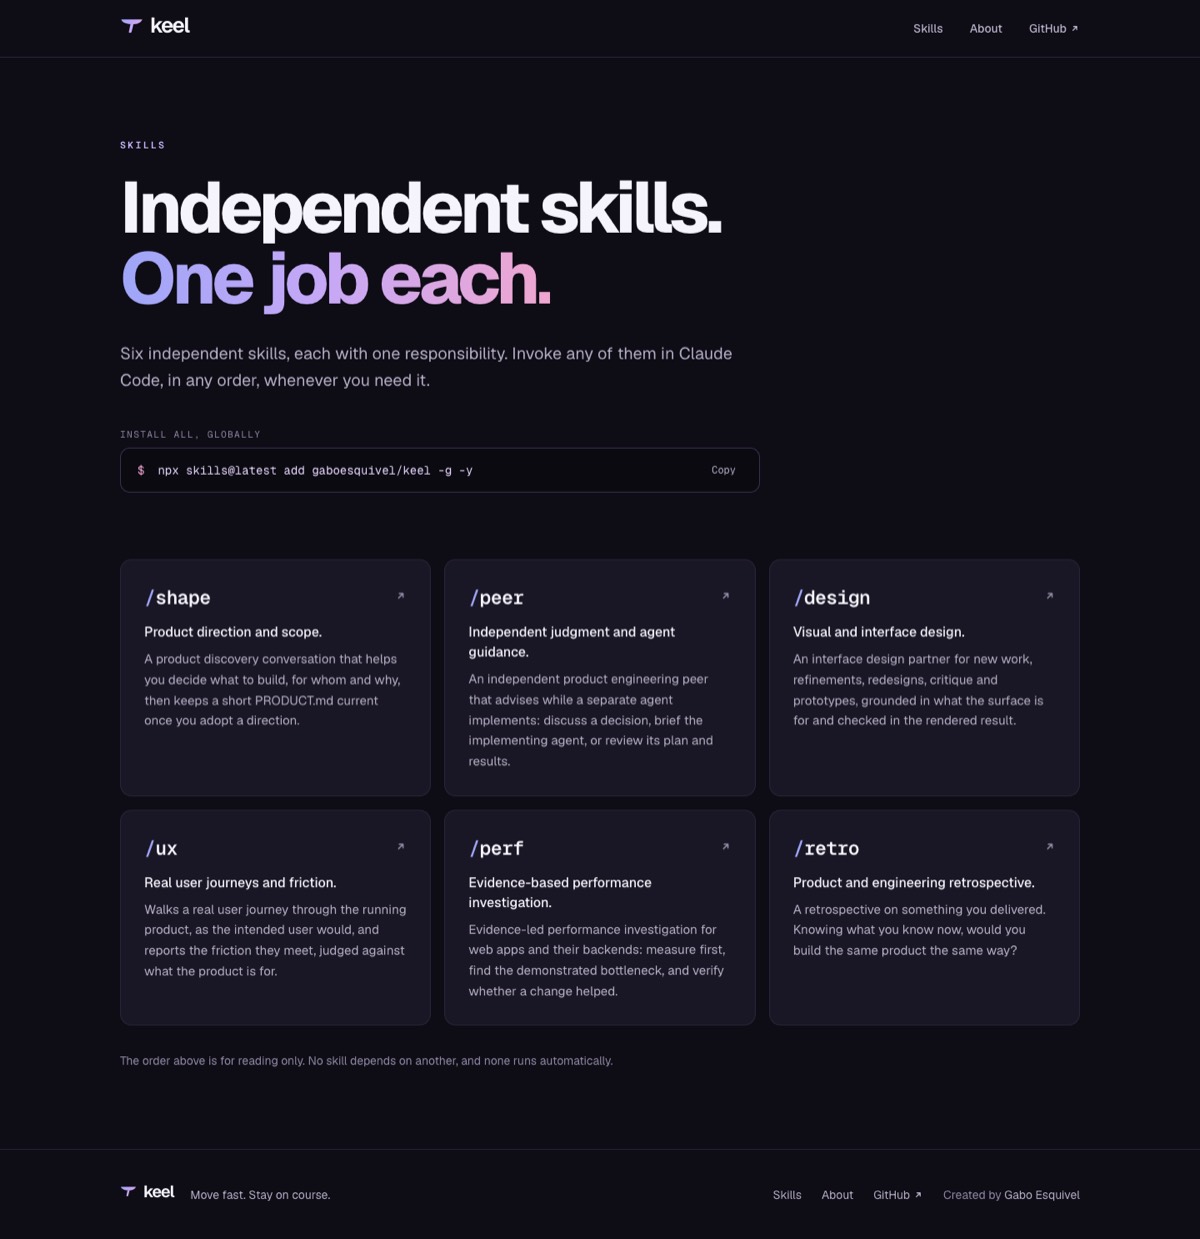 keel
Skills
About
GitHub ↗
SKILLS
Independent skills.
One job each.
Six independent skills, each with one responsibility. Invoke any of them in Claude
Code, in any order, whenever you need it.
INSTALL ALL, GLOBALLY
$ npx skills@latest add gaboesquivel/keel -g -y
Copy
/shape ↗
Product direction and scope.
A product discovery conversation that helps
you decide what to build, for whom and why,
then keeps a short PRODUCT.md current
once you adopt a direction.
/peer ↗
Independent judgment and agent
guidance.
An independent product engineering peer
that advises while a separate agent
implements: discuss a decision, brief the
implementing agent, or review its plan and
results.
/design ↗
Visual and interface design.
An interface design partner for new work,
refinements, redesigns, critique and
prototypes, grounded in what the surface is
for and checked in the rendered result.
/ux ↗
Real user journeys and friction.
Walks a real user journey through the running
product, as the intended user would, and
reports the friction they meet, judged against
what the product is for.
/perf ↗
Evidence-based performance
investigation.
Evidence-led performance investigation for
web apps and their backends: measure first,
find the demonstrated bottleneck, and verify
whether a change helped.
/retro ↗
Product and engineering retrospective.
A retrospective on something you delivered.
Knowing what you know now, would you
build the same product the same way?
The order above is for reading only. No skill depends on another, and none runs automatically.
keel
Move fast. Stay on course.
Skills
About
GitHub ↗
Created by Gabo Esquivel